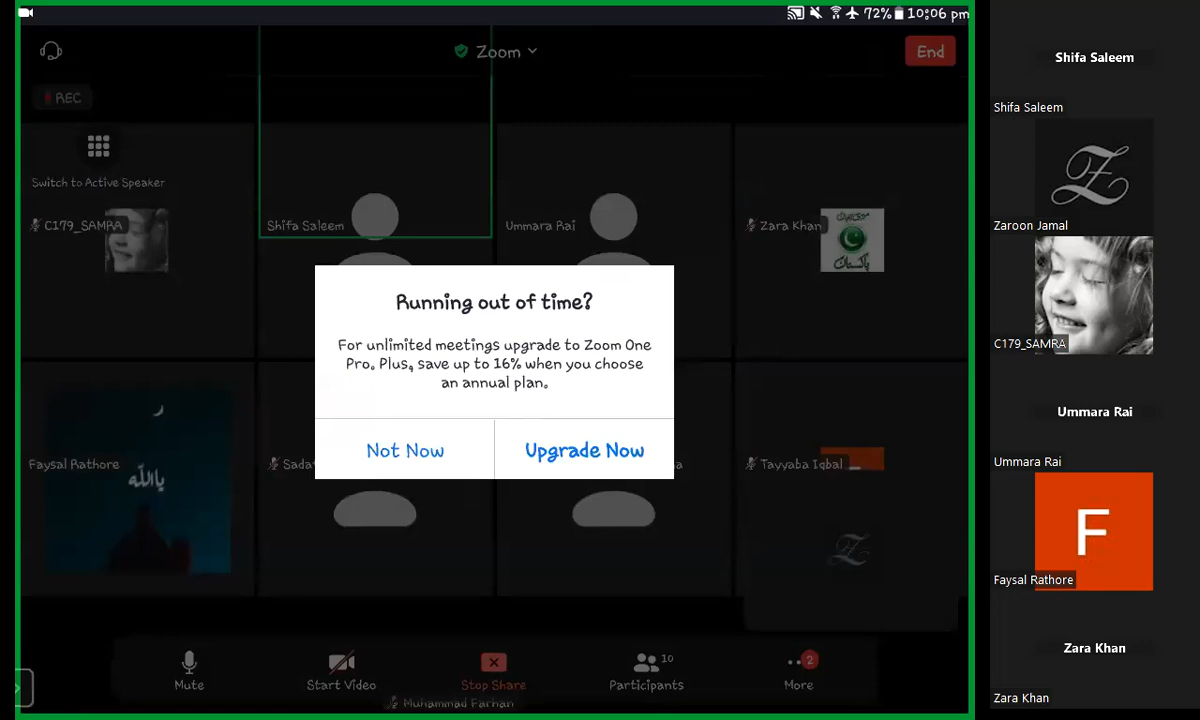 72% 10:06 pm
Zoom
End
REC
Switch to Active Speaker
C179_SAMRA
Shifa Saleem
Ummara Rai
Zara Khan
پاکستان
Running out of time?
For unlimited meetings upgrade to Zoom One
Pro. Plus, save up to 16% when you choose
an annual plan.
Not Now
Upgrade Now
Faysal Rathore
یااللہ
Sada
Tayyaba Iqbal
Mute
Start Video
Stop Share
Participants
10
More
2
Muhammad Farhan
Shifa Saleem
Shifa Saleem
Zaroon Jamal
C179_SAMRA
Ummara Rai
Ummara Rai
F
Faysal Rathore
Zara Khan
Zara Khan